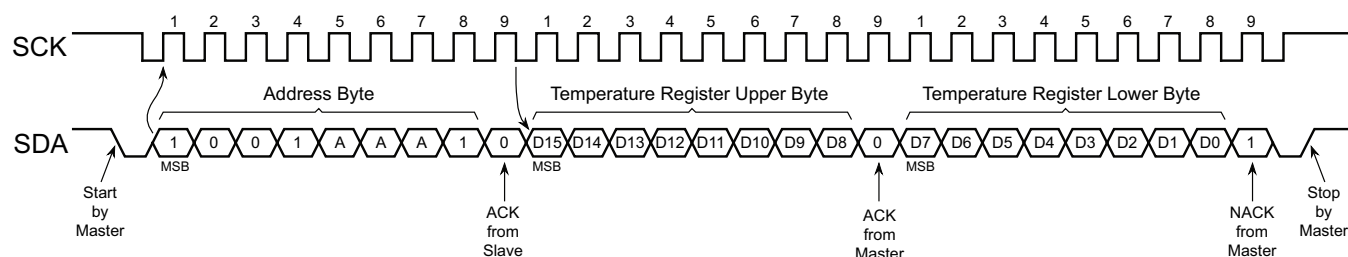 1 2 3 4 5 6 7 8 9 1 2 3 4 5 6 7 8 9 1 2 3 4 5 6 7 8 9
SCK
Address Byte Temperature Register Upper Byte Temperature Register Lower Byte
SDA 1 0 0 1 A A A 1 0 D15 D14 D13 D12 D11 D10 D9 D8 0 D7 D6 D5 D4 D3 D2 D1 D0 1
MSB MSB MSB
Start
by
Master
ACK
from
Slave
ACK
from
Master
NACK
from
Master
Stop
by
Master